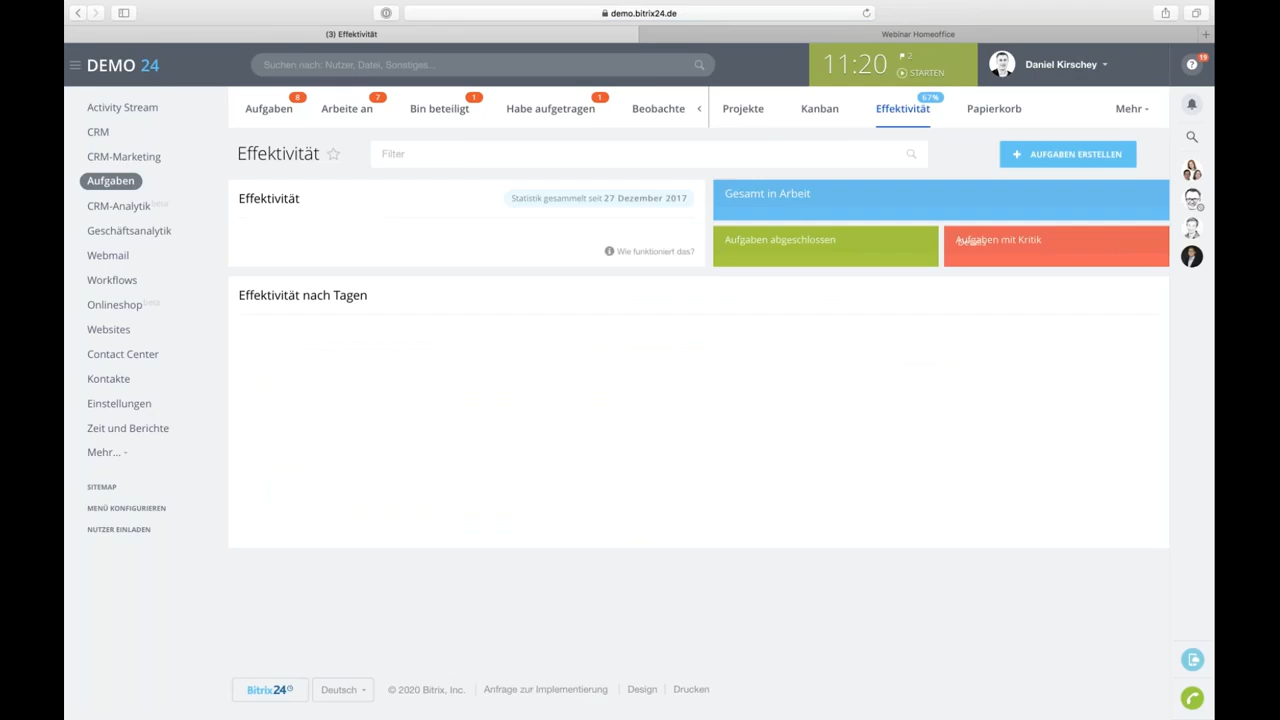 demo.bitrix24.de
(3) Effektivität
Webinar Homeoffice
DEMO 24
Suchen nach: Nutzer, Datei, Sonstiges...
11:20
2
STARTEN
Daniel Kirschey
?
19
Activity Stream
CRM
CRM-Marketing
Aufgaben
CRM-Analytik beta
Geschäftsanalytik
Webmail
Workflows
Onlineshop beta
Websites
Contact Center
Kontakte
Einstellungen
Zeit und Berichte
Mehr...
SITEMAP
MENÜ KONFIGURIEREN
NUTZER EINLADEN
Aufgaben 8
Arbeite an 7
Bin beteiligt 1
Habe aufgetragen 1
Beobachte
Projekte
Kanban
Effektivität 67%
Papierkorb
Mehr
Effektivität
Filter
+ AUFGABEN ERSTELLEN
Effektivität
Statistik gesammelt seit 27 Dezember 2017
Wie funktioniert das?
Gesamt in Arbeit
Aufgaben abgeschlossen
Aufgaben mit Kritik
Details
Effektivität nach Tagen
Bitrix24
Deutsch
© 2020 Bitrix, Inc.
Anfrage zur Implementierung
Design
Drucken